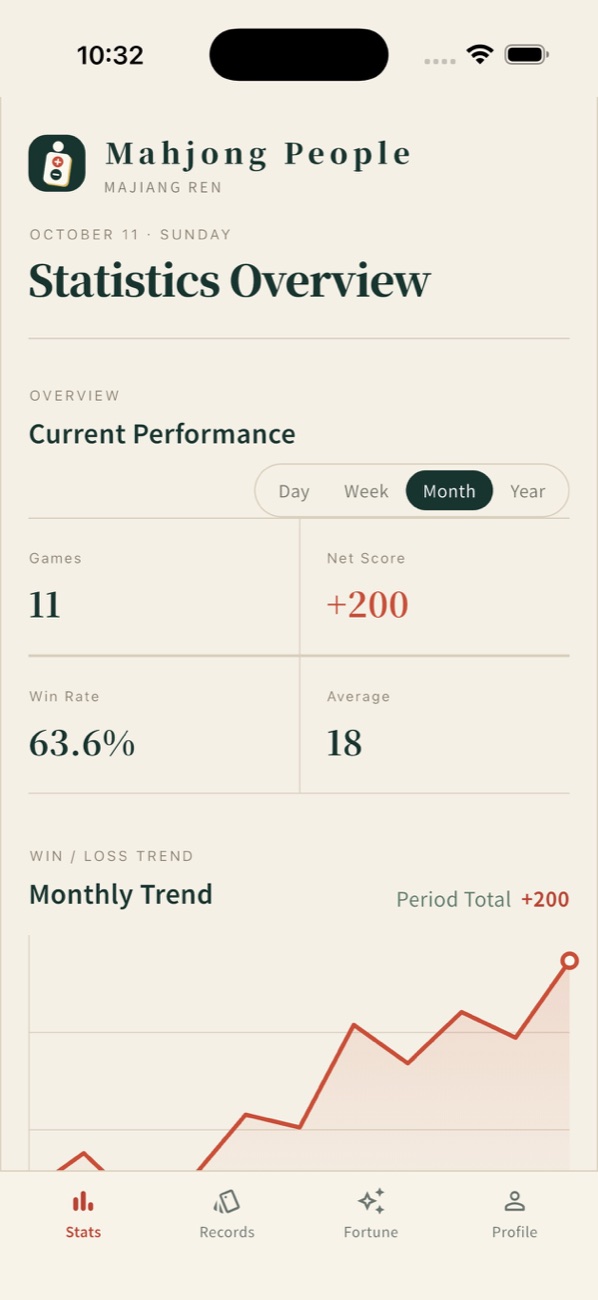 10:32
Mahjong People
MAJIANG REN
OCTOBER 11 · SUNDAY
Statistics Overview
OVERVIEW
Current Performance
Day Week Month Year
Games Net Score
11 +200
Win Rate Average
63.6% 18
WIN / LOSS TREND
Monthly Trend Period Total +200
Stats Records Fortune Profile